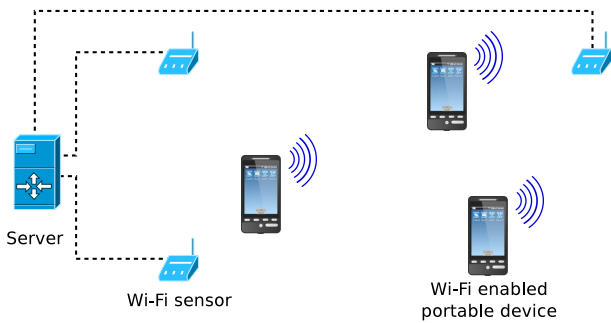 Server
Wi-Fi sensor
Wi-Fi enabled
portable device